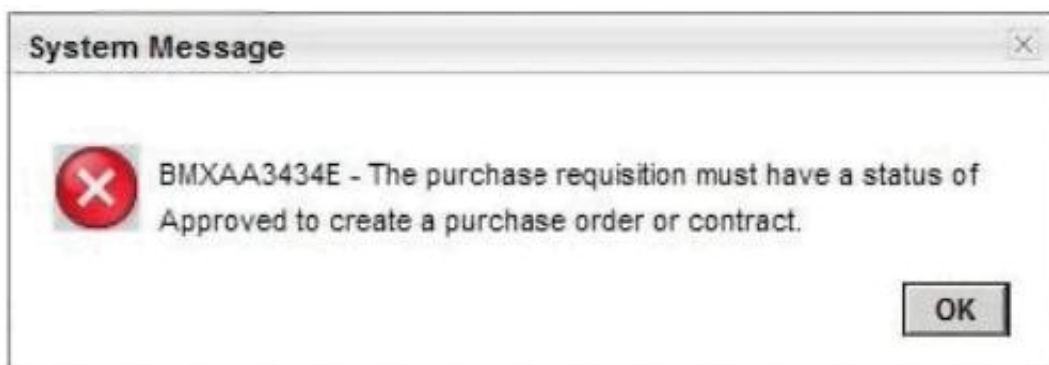 System Message
BMXAA3434E - The purchase requisition must have a status of
Approved to create a purchase order or contract.
OK